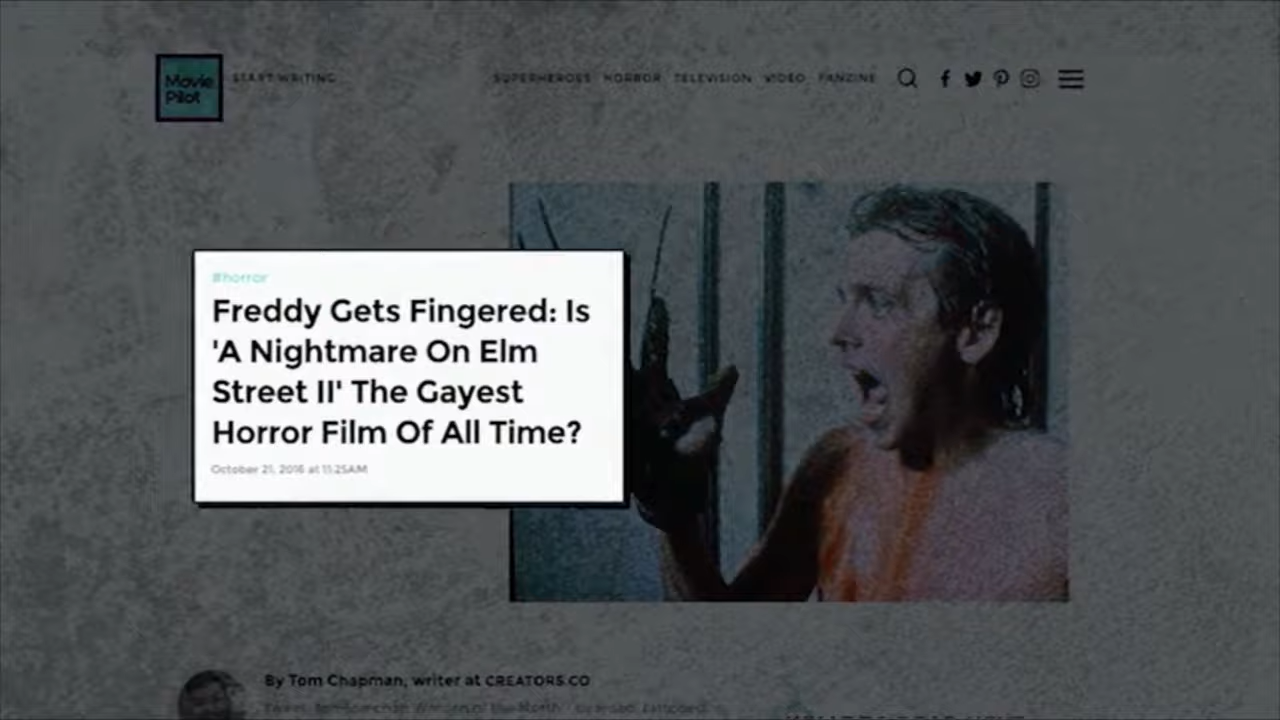 Movie
Pilot
START WRITING
SUPERHEROES HORROR TELEVISION VIDEO FANZINE
#horror
Freddy Gets Fingered: Is
'A Nightmare On Elm
Street II' The Gayest
Horror Film Of All Time?
October 21, 2016 at 11:25AM
By Tom Chapman, writer at CREATORS.CO